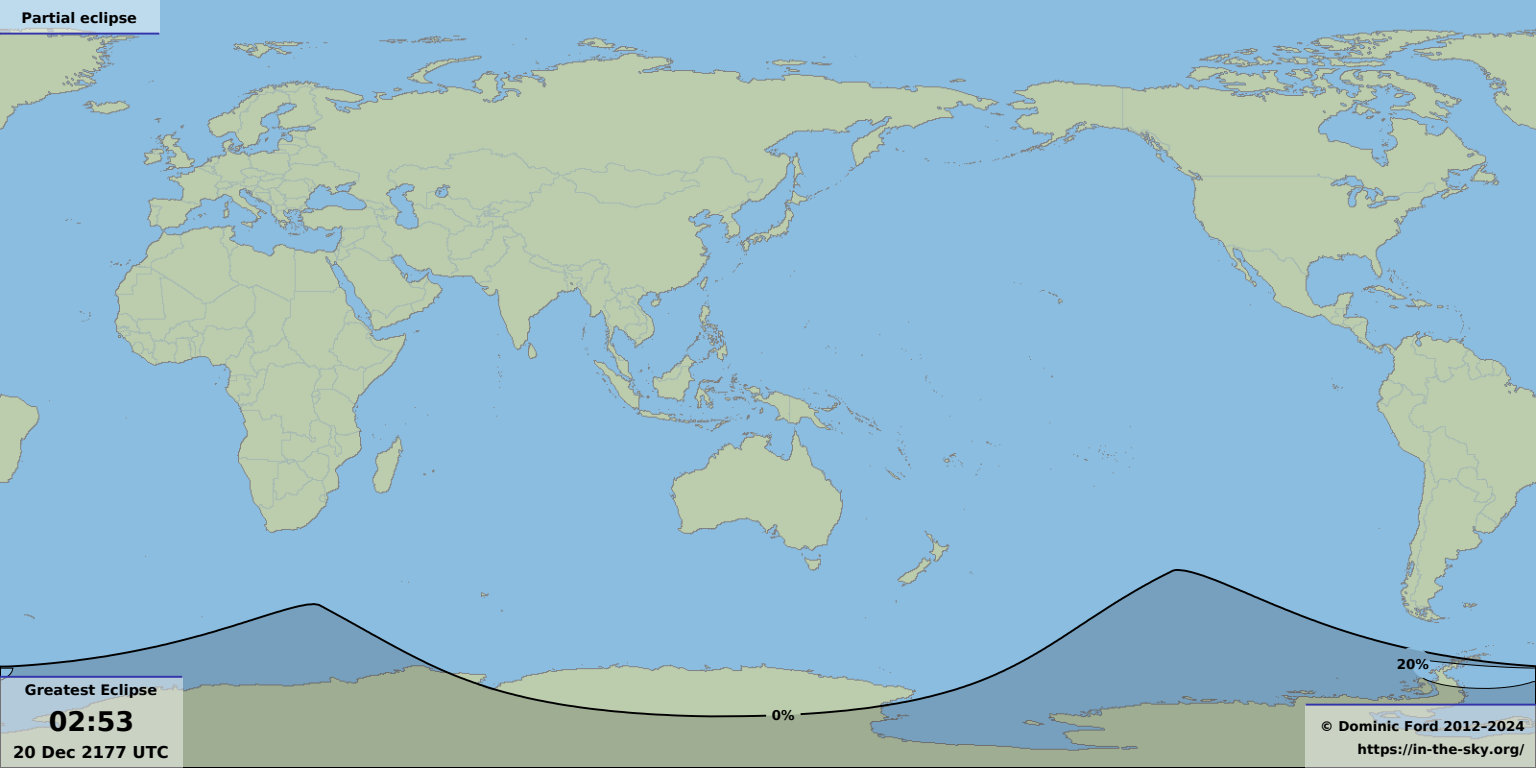 Partial eclipse
20%
0%
Greatest Eclipse
02:53
20 Dec 2177 UTC
© Dominic Ford 2012–2024
https://in-the-sky.org/